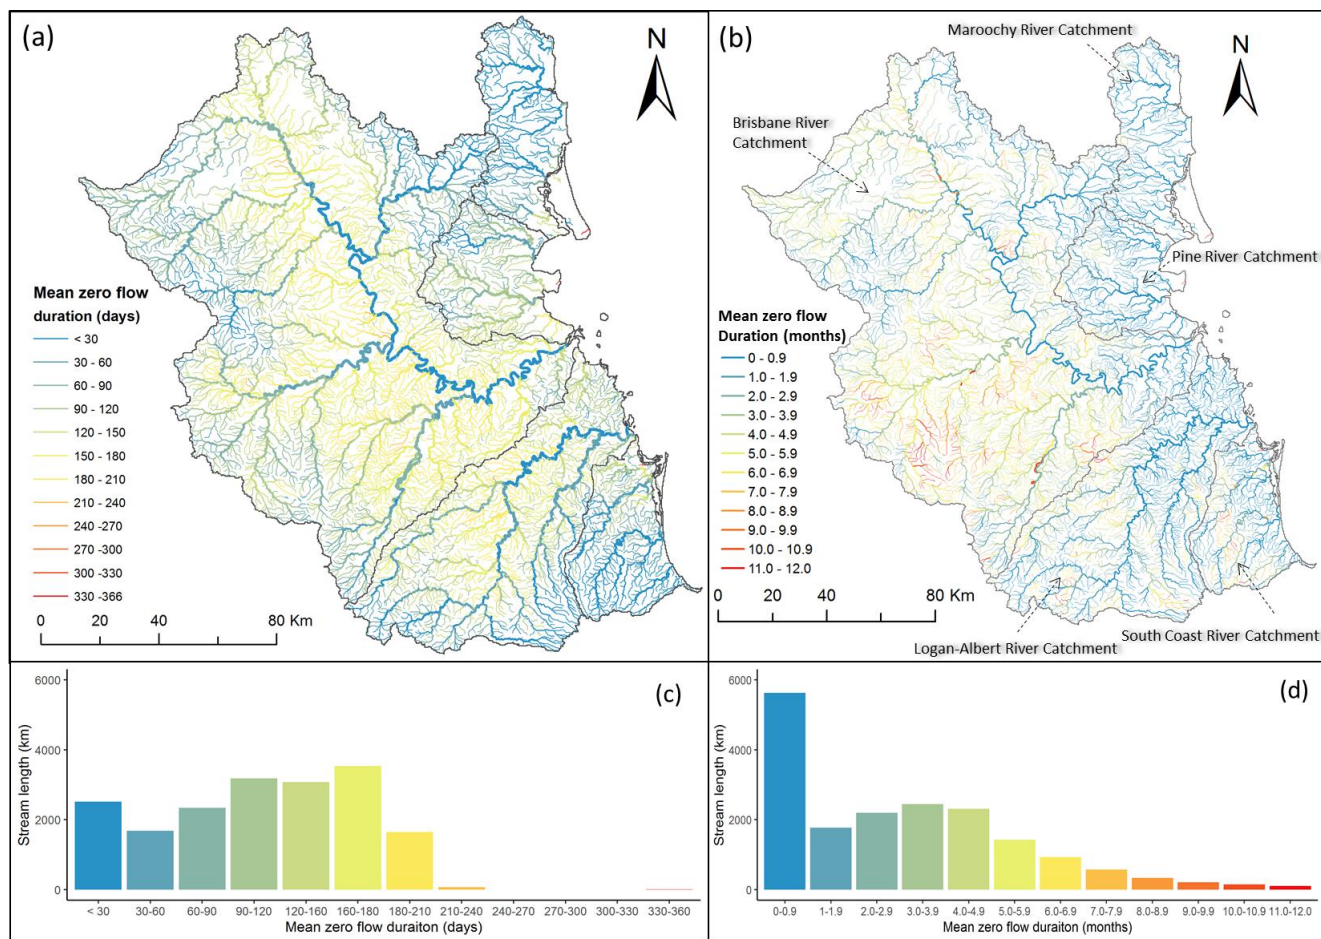 (a)
N
Mean zero flow
duration (days)
< 30
30 - 60
60 - 90
90 - 120
120 - 150
150 - 180
180 - 210
210 - 240
240 -270
270 -300
300 -330
330 -366
0 20 40 80 Km
(b)
Maroochy River Catchment
N
Brisbane River
Catchment
Pine River Catchment
Mean zero flow
Duration (months)
0 - 0.9
1.0 - 1.9
2.0 - 2.9
3.0 - 3.9
4.0 - 4.9
5.0 - 5.9
6.0 - 6.9
7.0 - 7.9
8.0 - 8.9
9.0 - 9.9
10.0 - 10.9
11.0 - 12.0
0 20 40 80 Km
South Coast River Catchment
Logan-Albert River Catchment
(c)
Stream length (km)
6000
4000
2000
0
< 30 30-60 60-90 90-120 120-160 160-180 180-210 210-240 240-270 270-300 300-330 330-360
Mean zero flow duraiton (days)
(d)
Stream length (km)
6000
4000
2000
0
0-0.9 1-1.9 2.0-2.9 3.0-3.9 4.0-4.9 5.0-5.9 6.0-6.9 7.0-7.9 8.0-8.9 9.0-9.9 10.0-10.9 11.0-12.0
Mean zero flow duraiton (months)